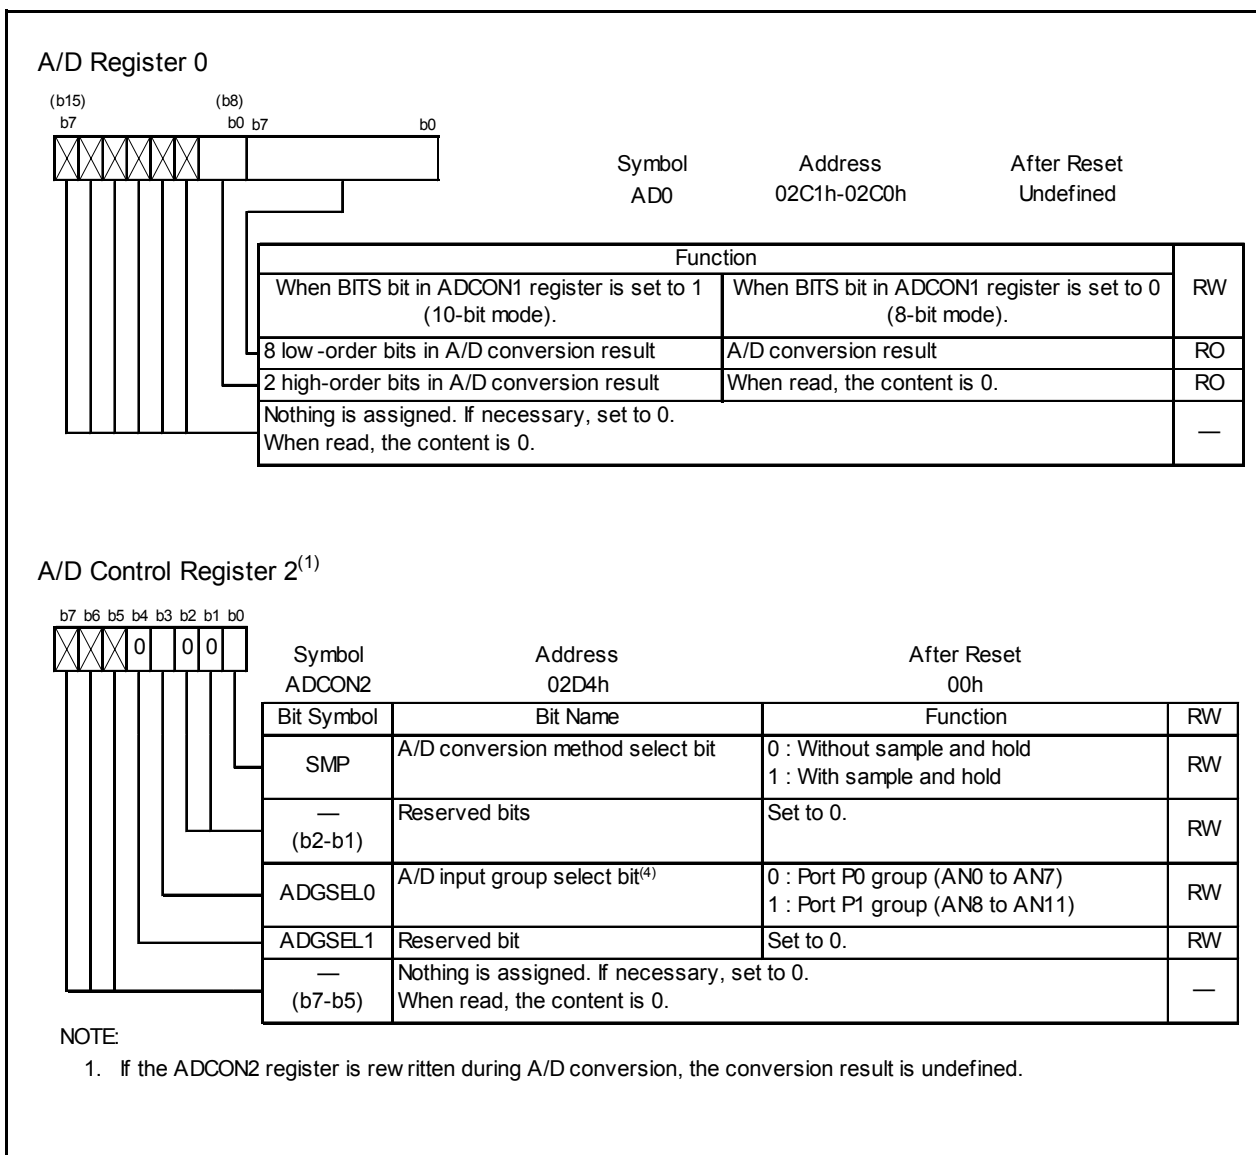 A/D Register 0
(b15) (b8)
b7 b0 b7 b0
Symbol Address After Reset
AD0 02C1h-02C0h Undefined
Function
When BITS bit in ADCON1 register is set to 1 When BITS bit in ADCON1 register is set to 0 RW
(10-bit mode). (8-bit mode).
8 low-order bits in A/D conversion result A/D conversion result RO
2 high-order bits in A/D conversion result When read, the content is 0. RO
Nothing is assigned. If necessary, set to 0.
When read, the content is 0. —
A/D Control Register 2(1)
b7 b6 b5 b4 b3 b2 b1 b0
0 0 0
Symbol Address After Reset
ADCON2 02D4h 00h
Bit Symbol Bit Name Function RW
SMP A/D conversion method select bit 0 : Without sample and hold RW
1 : With sample and hold
— Reserved bits Set to 0. RW
(b2-b1)
ADGSEL0 A/D input group select bit(4) 0 : Port P0 group (AN0 to AN7) RW
1 : Port P1 group (AN8 to AN11)
ADGSEL1 Reserved bit Set to 0. RW
— Nothing is assigned. If necessary, set to 0. —
(b7-b5) When read, the content is 0.
NOTE:
1. If the ADCON2 register is rewritten during A/D conversion, the conversion result is undefined.